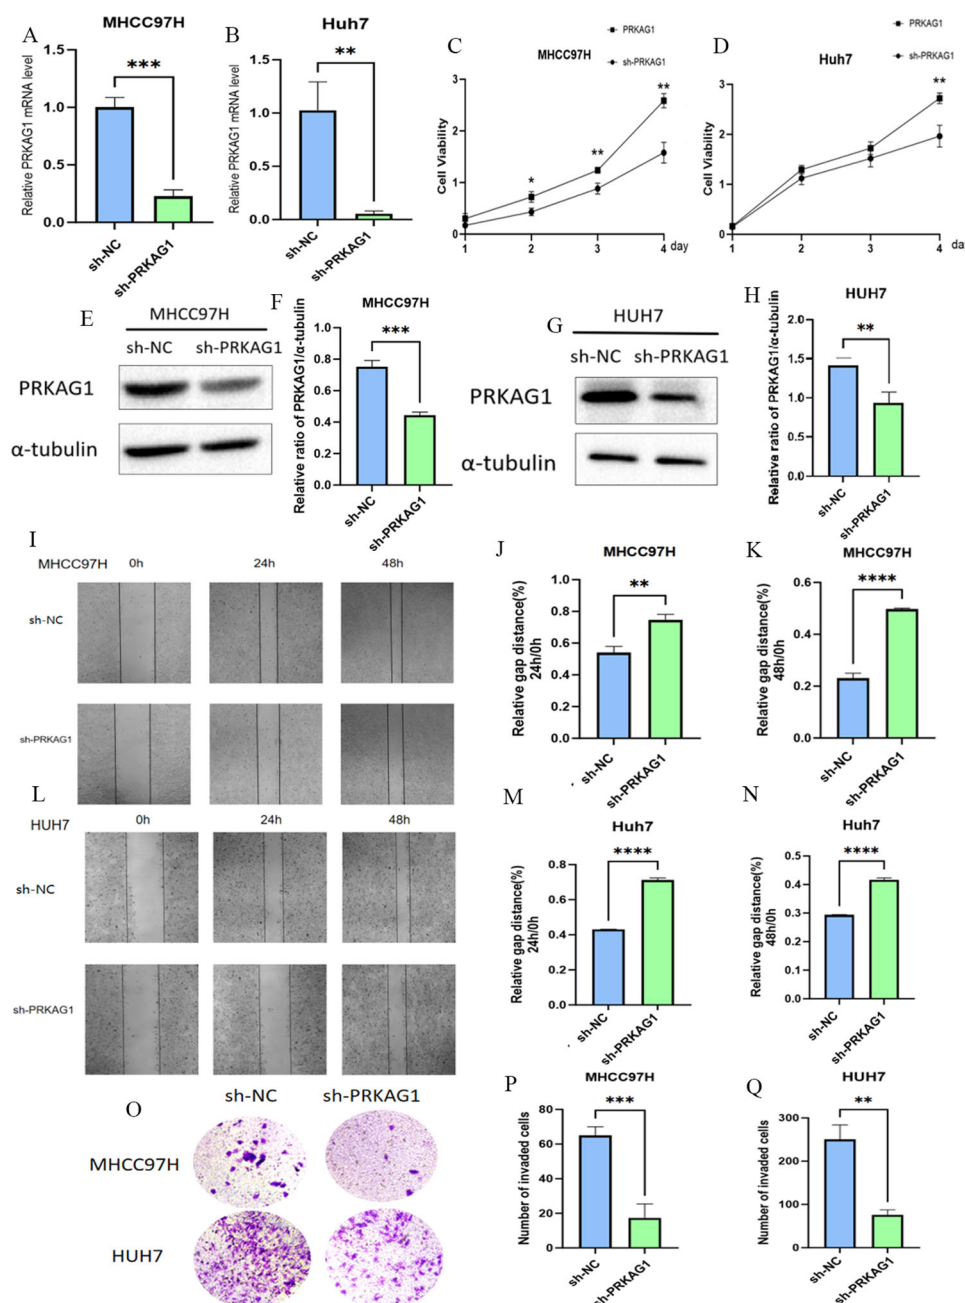 A
MHCC97H
Relative PRKAG1 mRNA level
1.5
1.0
0.5
0.0
***
sh-NC
sh-PRKAG1
B
Huh7
Relative PRKAG1 mRNA level
1.5
1.0
0.5
0.0
**
sh-NC
sh-PRKAG1
C
MHCC97H
PRKAG1
sh-PRKAG1
Cell Viability
3
2
1
0
*
**
**
1 2 3 4 day
D
Huh7
PRKAG1
sh-PRKAG1
Cell Viability
3
2
1
0
**
1 2 3 4 day
E
MHCC97H
sh-NC sh-PRKAG1
PRKAG1
α-tubulin
F
MHCC97H
Relative ratio of PRKAG1/α-tubulin
0.8
0.6
0.4
0.2
0.0
***
sh-NC
sh-PRKAG1
G
HUH7
sh-NC sh-PRKAG1
PRKAG1
α-tubulin
H
HUH7
Relative ratio of PRKAG1/α-tubulin
2.0
1.5
1.0
0.5
0.0
**
sh-NC
sh-PRKAG1
I
MHCC97H 0h 24h 48h
sh-NC
sh-PRKAG1
J
MHCC97H
Relative gap distance(%)
24h/0h
1.0
0.8
0.6
0.4
0.2
0.0
**
sh-NC
sh-PRKAG1
K
MHCC97H
Relative gap distance(%)
48h/0h
0.6
0.4
0.2
0.0
****
sh-NC
sh-PRKAG1
L
HUH7 0h 24h 48h
sh-NC
sh-PRKAG1
M
Huh7
Relative gap distance(%)
24h/0h
0.8
0.6
0.4
0.2
0.0
****
sh-NC
sh-PRKAG1
N
Huh7
Relative gap distance(%)
48h/0h
0.5
0.4
0.3
0.2
0.1
0.0
****
sh-NC
sh-PRKAG1
O
sh-NC sh-PRKAG1
MHCC97H
HUH7
P
MHCC97H
Number of invaded cells
80
60
40
20
0
***
sh-NC
sh-PRKAG1
Q
HUH7
Number of invaded cells
300
200
100
0
**
sh-NC
sh-PRKAG1